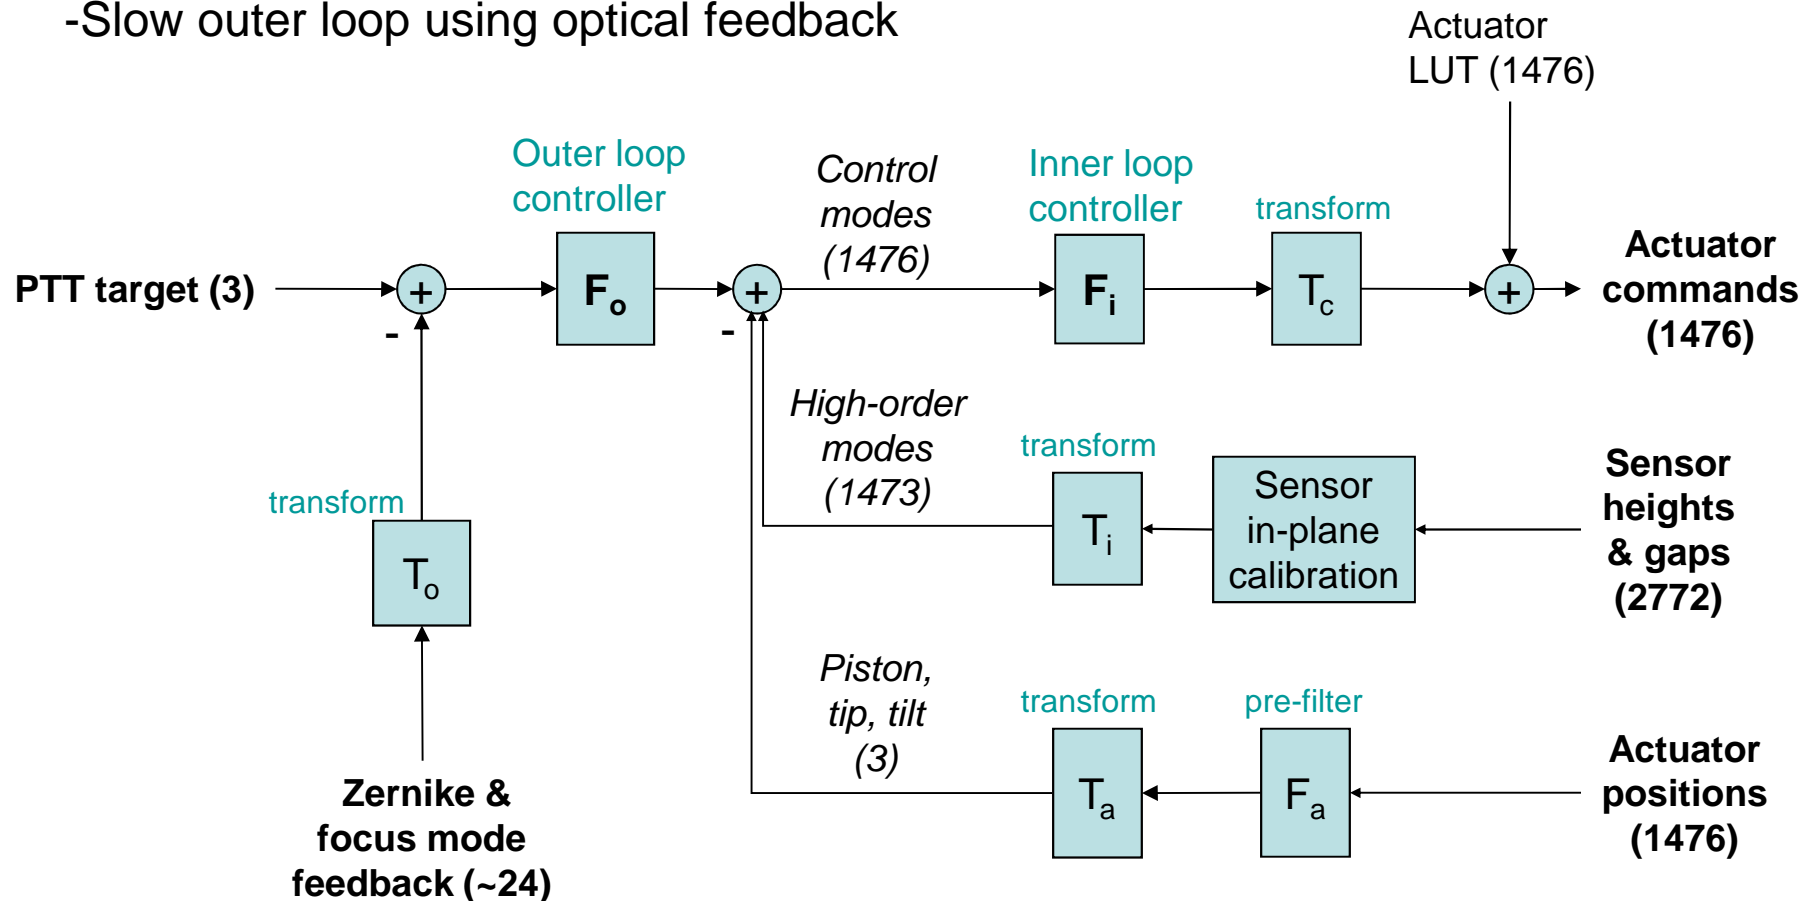 -Slow outer loop using optical feedback
Actuator
LUT (1476)
Outer loop
controller
Control
modes
(1476)
Inner loop
controller
transform
PTT target (3)
+
-
Fo
+
-
Fi
Tc
+
Actuator
commands
(1476)
High-order
modes
(1473)
transform
Ti
Sensor
in-plane
calibration
Sensor
heights
& gaps
(2772)
transform
To
Piston,
tip, tilt
(3)
transform
pre-filter
Ta
Fa
Actuator
positions
(1476)
Zernike &
focus mode
feedback (~24)